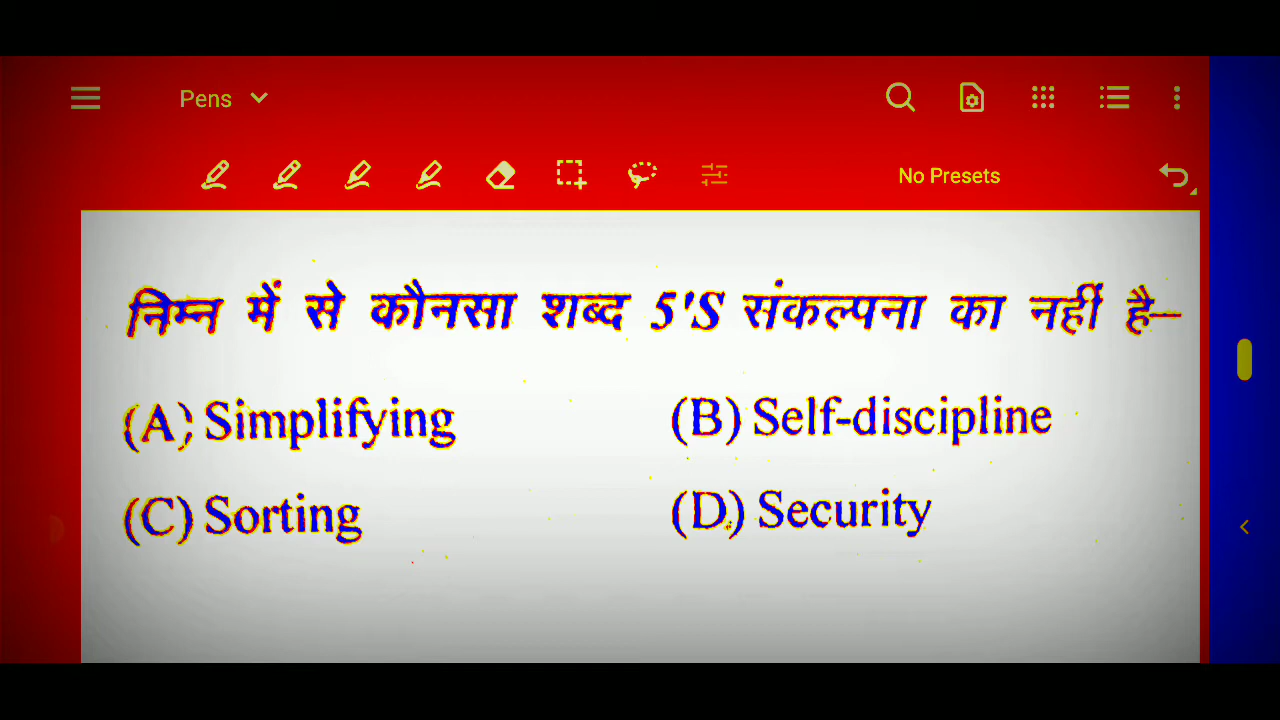 Pens
No Presets
निम्न में से कौनसा शब्द 5'S संकल्पना का नहीं है–
(A) Simplifying (B) Self-discipline
(C) Sorting (D) Security